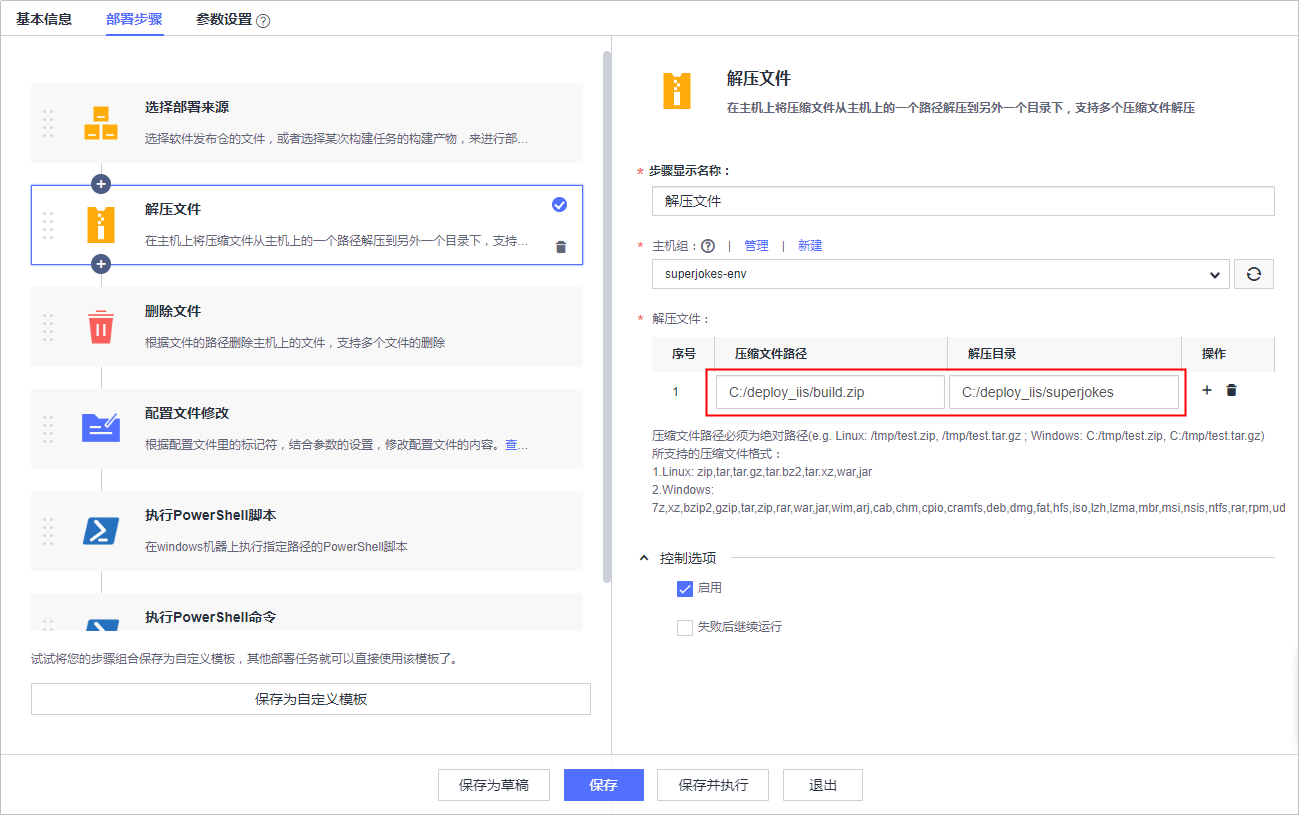 基本信息 部署步骤 参数设置 ?
选择部署来源
选择软件发布仓的文件，或者选择某次构建任务的构建产物，来进行部…
解压文件
在主机上将压缩文件从主机上的一个路径解压到另外一个目录下，支持…
删除文件
根据文件的路径删除主机上的文件，支持多个文件的删除
配置文件修改
根据配置文件里的标记符，结合参数的设置，修改配置文件的内容。查…
执行PowerShell脚本
在windows机器上执行指定路径的PowerShell脚本
执行PowerShell命令
试试将您的步骤组合保存为自定义模板，其他部署任务就可以直接使用该模板了。
保存为自定义模板
解压文件
在主机上将压缩文件从主机上的一个路径解压到另外一个目录下，支持多个压缩文件解压
* 步骤显示名称：
解压文件
* 主机组：? | 管理 | 新建
superjokes-env
* 解压文件：
序号 压缩文件路径 解压目录 操作
1 C:/deploy_iis/build.zip C:/deploy_iis/superjokes +
压缩文件路径必须为绝对路径(e.g. Linux: /tmp/test.zip, /tmp/test.tar.gz ; Windows: C:/tmp/test.zip, C:/tmp/test.tar.gz)
所支持的压缩文件格式：
1.Linux: zip,tar,tar.gz,tar.bz2,tar.xz,war,jar
2.Windows:
7z,xz,bzip2,gzip,tar,zip,rar,war,jar,wim,arj,cab,chm,cpio,cramfs,deb,dmg,fat,hfs,iso,lzh,lzma,mbr,msi,nsis,ntfs,rar,rpm,ud
控制选项
启用
失败后继续运行
保存为草稿 保存 保存并执行 退出